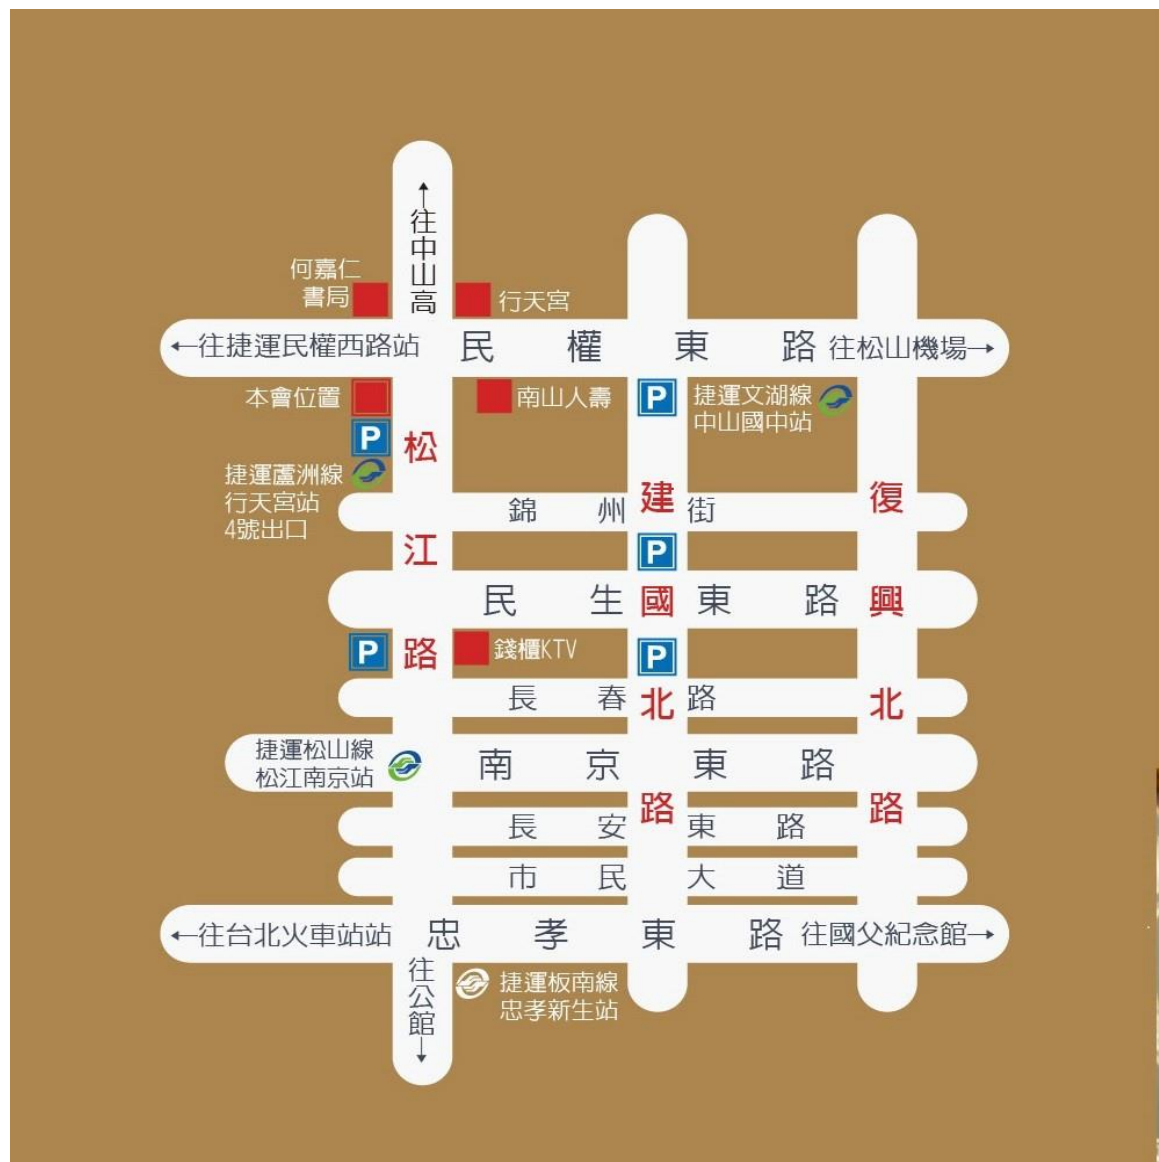 ←往中山高
何嘉仁
書局
行天宮
←往捷運民權西路站
民權東路
往松山機場→
本會位置
南山人壽
P
捷運文湖線
中山國中站
P
松江路
捷運蘆洲線
行天宮站
4號出口
建國北路
復興北路
錦州街
P
民生東路
P
錢櫃KTV
P
長春路
捷運松山線
松江南京站
南京東路
長安東路
市民大道
←往台北火車站站
忠孝東路
往國父紀念館→
往公館→
捷運板南線
忠孝新生站